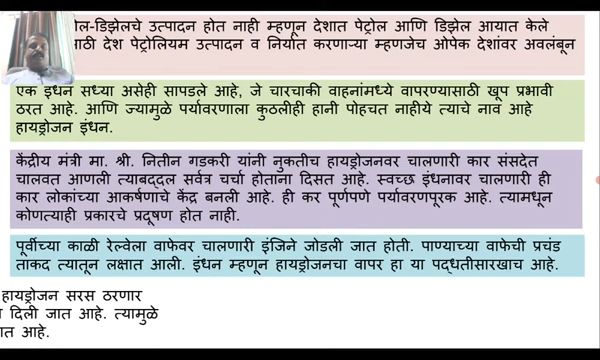 डिझेलचे उत्पादन होत नाही म्हणून देशात पेट्रोल आणि डिझेल आयात केले
देश पेट्रोलियम उत्पादन व निर्यात करणाऱ्या म्हणजेच ओपेक देशांवर अवलंबून
एक इंधन सध्या असेही सापडले आहे, जे चारचाकी वाहनांमध्ये वापरण्यासाठी खूप प्रभावी
ठरत आहे. आणि ज्यामुळे पर्यावरणाला कुठलीही हानी पोहचत नाहीये त्याचे नाव आहे
हायड्रोजन इंधन.
केंद्रीय मंत्री मा. श्री. नितीन गडकरी यांनी नुकतीच हायड्रोजनवर चालणारी कार संसदेत
चालवत आणली त्याबद्दल सर्वत्र चर्चा होताना दिसत आहे. स्वच्छ इंधनावर चालणारी ही
कार लोकांच्या आकर्षणाचे केंद्र बनली आहे. ही कर पूर्णपणे पर्यावरणपूरक आहे. त्यामधून
कोणत्याही प्रकारचे प्रदूषण होत नाही.
पूर्वीच्या काळी रेल्वेला वाफेवर चालणारी इंजिने जोडली जात होती. पाण्याच्या वाफेची प्रचंड
ताकद त्यातून लक्षात आली. इंधन म्हणून हायड्रोजनचा वापर हा या पद्धतीसारखाच आहे.
हायड्रोजन सरस ठरणार
दिली जात आहे. त्यामुळे
आहे.